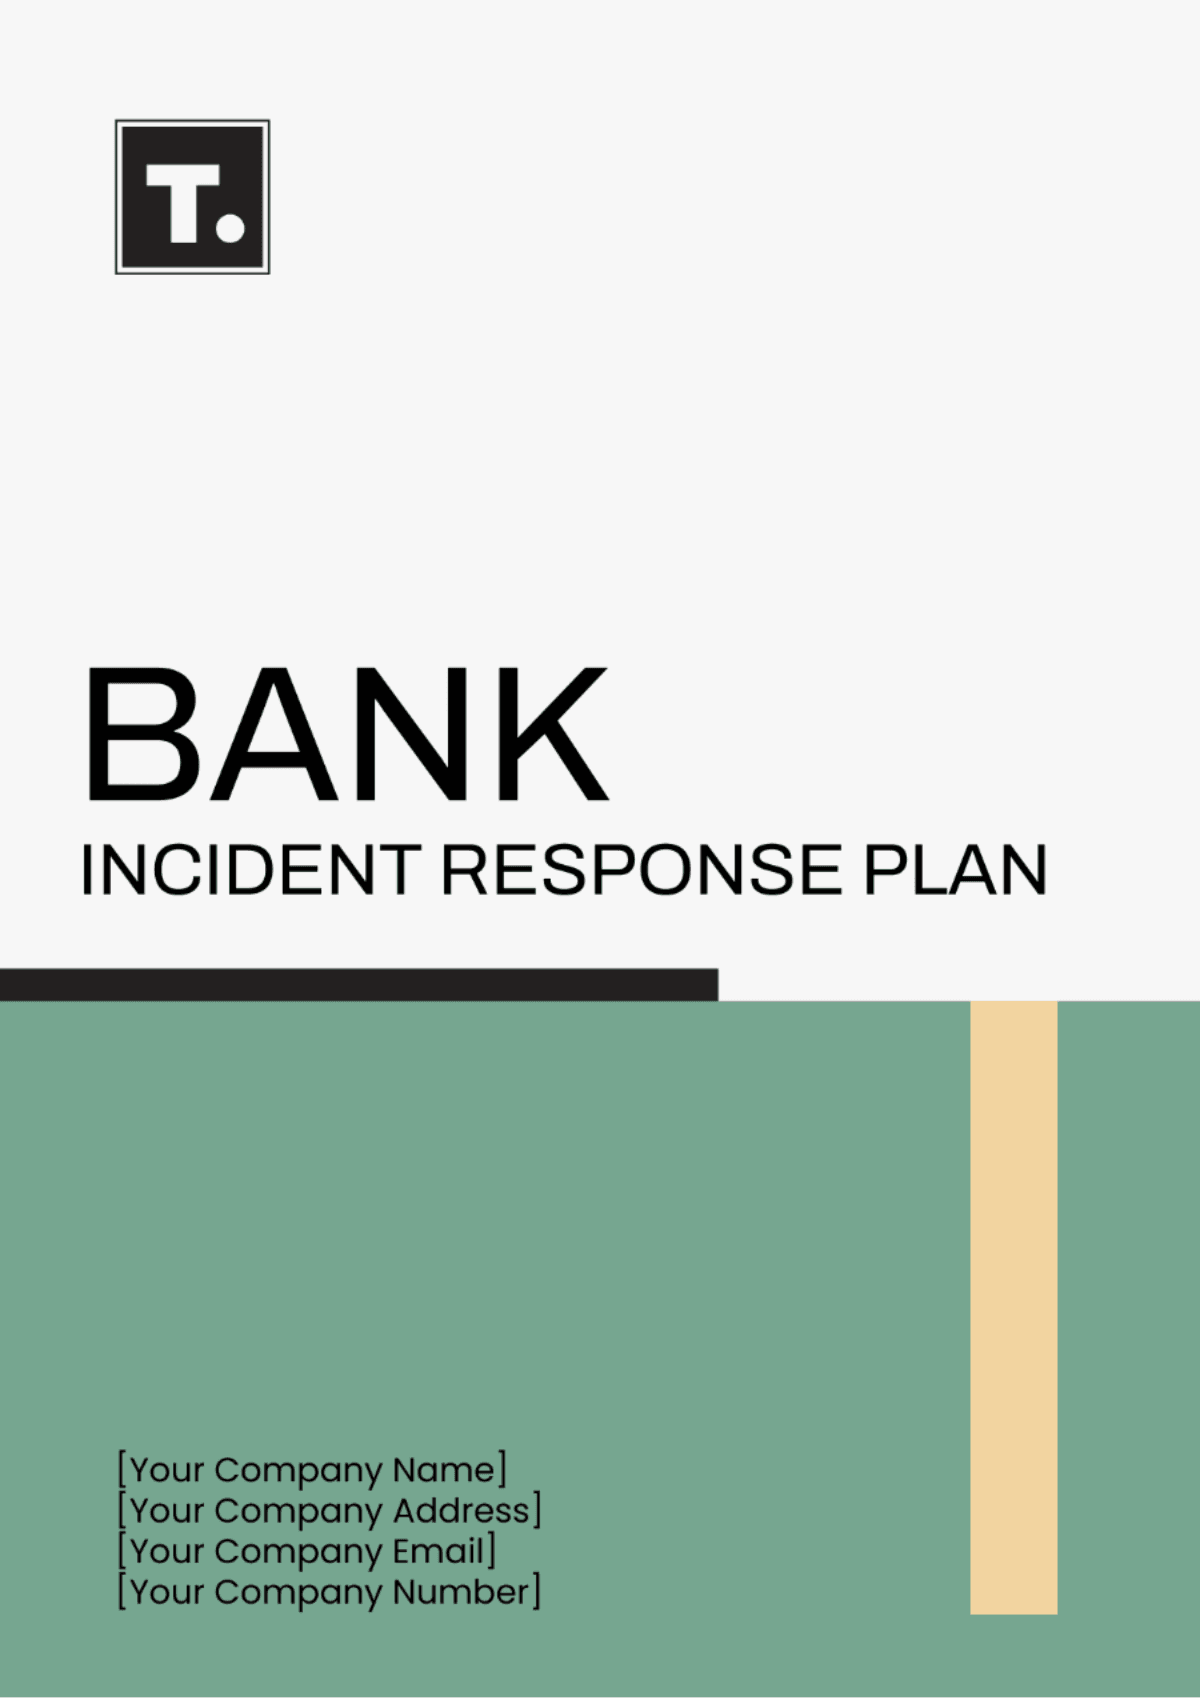 T.
BANK
INCIDENT RESPONSE PLAN
[Your Company Name]
[Your Company Address]
[Your Company Email]
[Your Company Number]